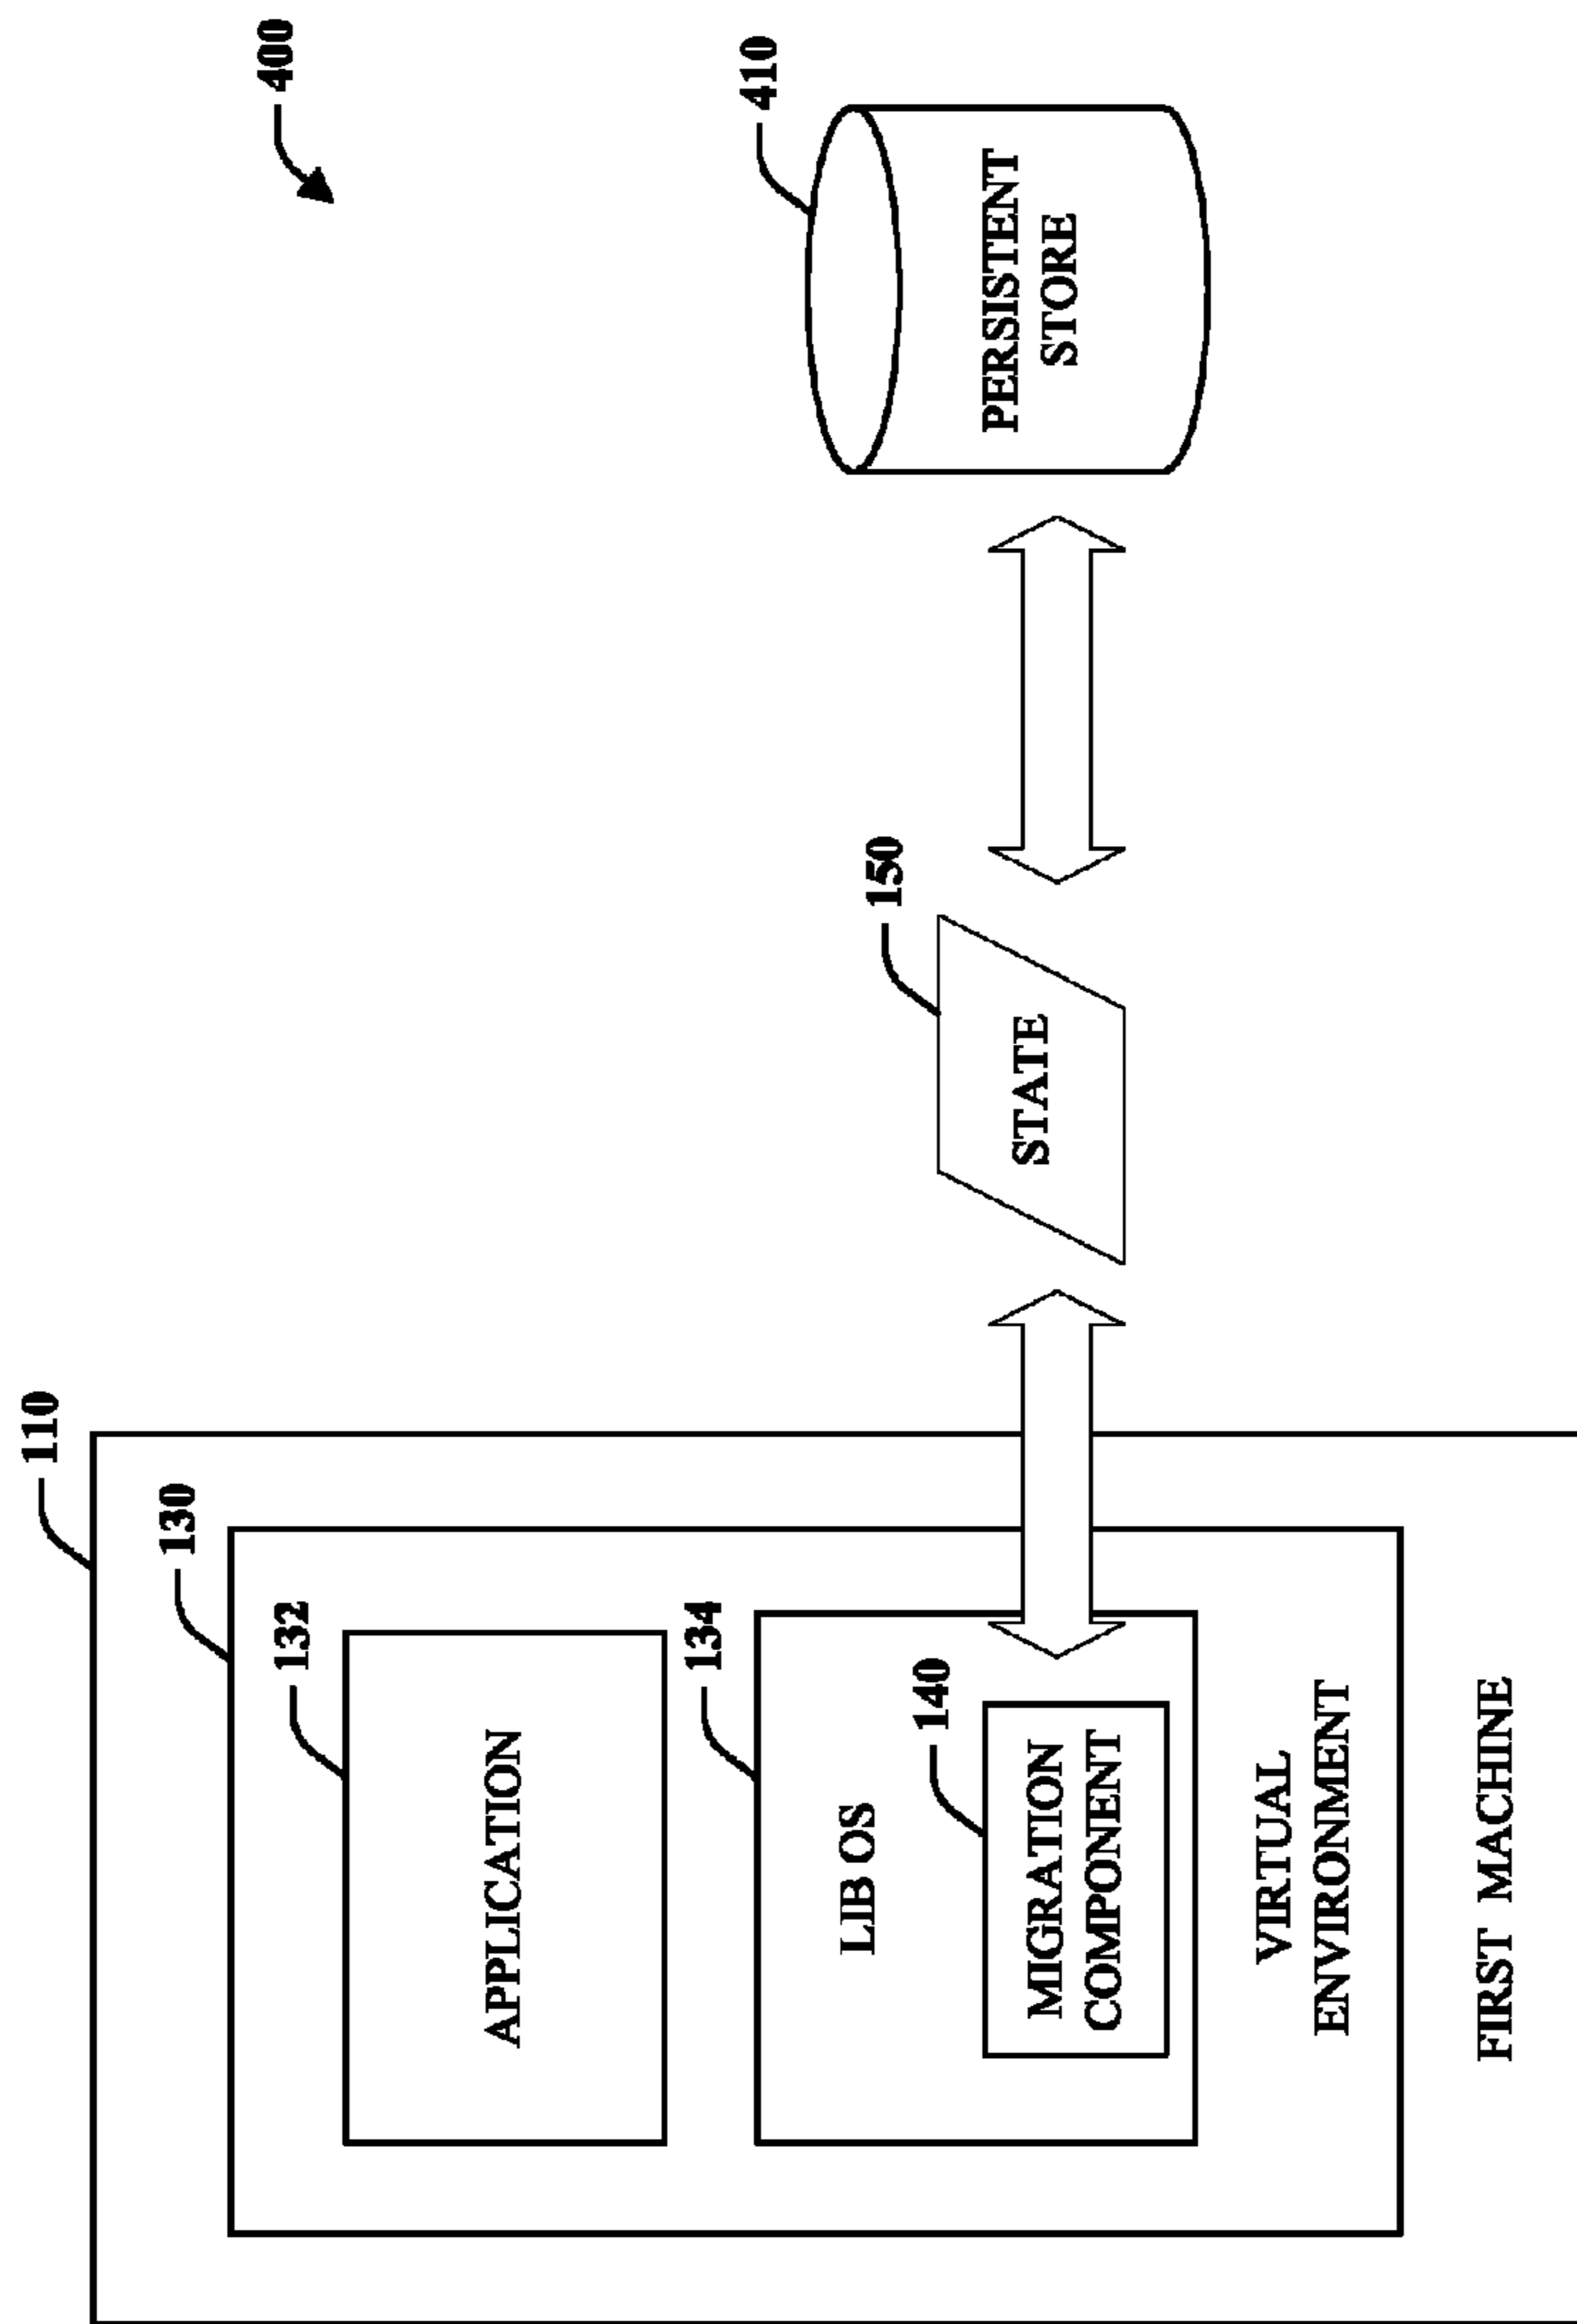 400
110
130
132
APPLICATION
134
LIB OS
140
MIGRATION
COMPONENT
VIRTUAL
ENVIRONMENT
FIRST MACHINE
150
STATE
410
PERSISTENT
STORE